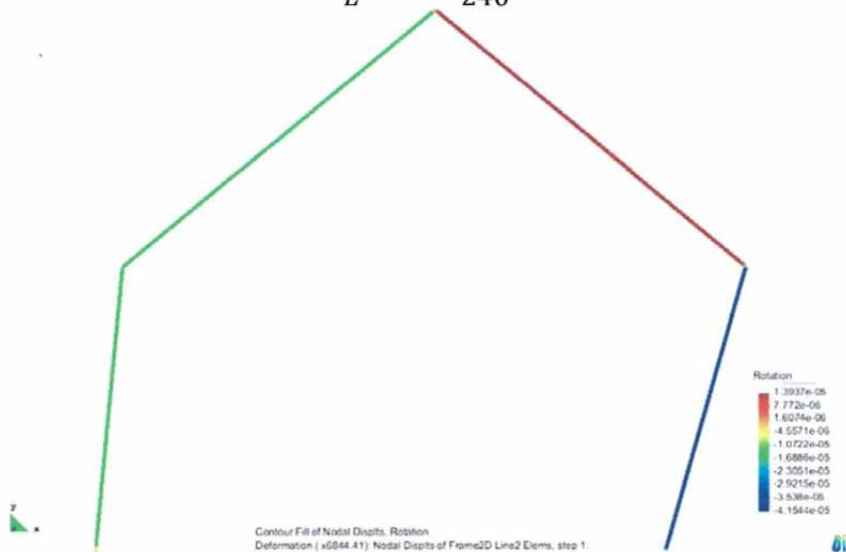 L 240
Rotation
1.3937e-05
7.772e-06
1.6074e-06
-4.5571e-06
-1.0722e-05
-1.6886e-05
-2.3051e-05
-2.9215e-05
-3.538e-05
-4.1544e-05
y
x
Contour Fill of Nodal Displts, Rotation.
Deformation ( x6844.41): Nodal Displts of Frame2D Line2 Elems, step 1.